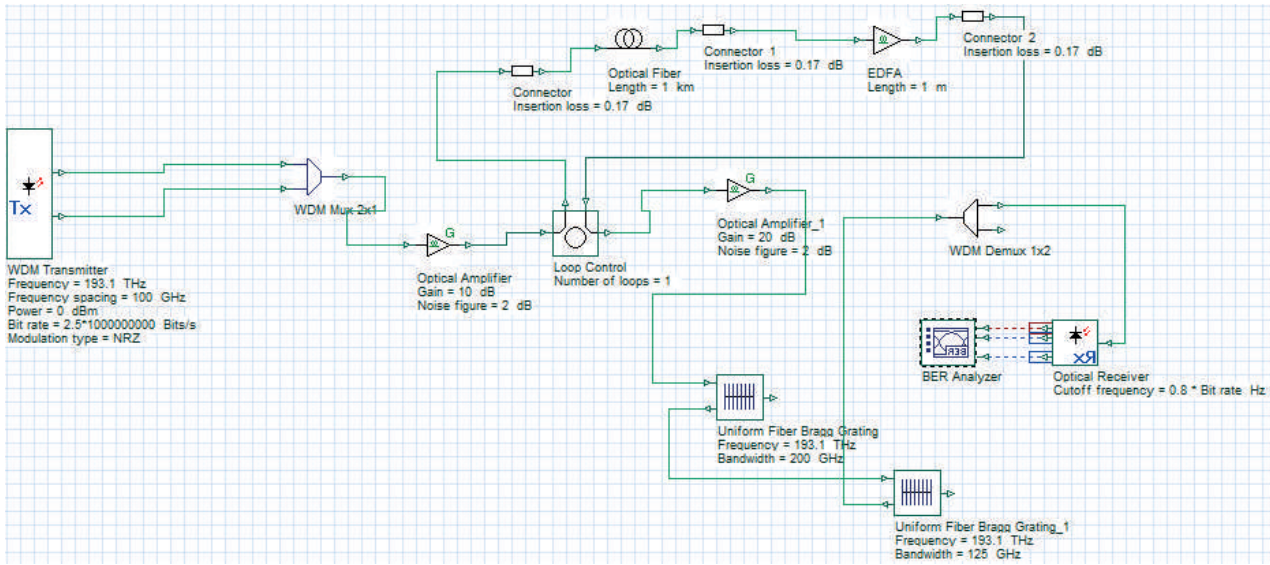 Connector
Insertion loss = 0.17 dB
Optical Fiber
Length = 1 km
Connector 1
Insertion loss = 0.17 dB
EDFA
Length = 1 m
Connector 2
Insertion loss = 0.17 dB
Tx
WDM Transmitter
Frequency = 193.1 THz
Frequency spacing = 100 GHz
Power = 0 dBm
Bit rate = 2.5*1000000000 Bits/s
Modulation type = NRZ
WDM Mux 2x1
G
Optical Amplifier
Gain = 10 dB
Noise figure = 2 dB
Loop Control
Number of loops = 1
G
Optical Amplifier_1
Gain = 20 dB
Noise figure = 2 dB
WDM Demux 1x2
BER
BER Analyzer
Rx
Optical Receiver
Cutoff frequency = 0.8 * Bit rate Hz
Uniform Fiber Bragg Grating
Frequency = 193.1 THz
Bandwidth = 200 GHz
Uniform Fiber Bragg Grating_1
Frequency = 193.1 THz
Bandwidth = 125 GHz